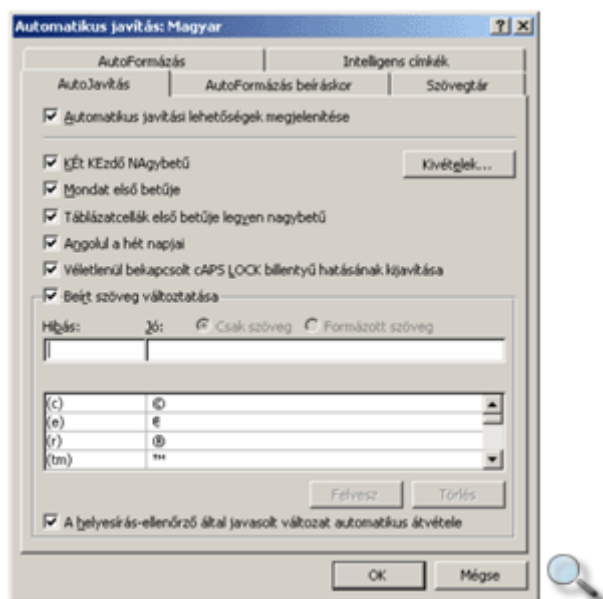 Automatikus javítás: Magyar
AutoFormázás Intelligens címkék
AutoJavítás AutoFormázás beíráskor Szövegtár
Automatikus javítási lehetőségek megjelenítése
KÉt KEzdő NAgybetű Kivételek...
Mondat első betűje
Táblázatcellák első betűje legyen nagybetű
Angolul a hét napjai
Véletlenül bekapcsolt cAPS LOCK billentyű hatásának kijavítása
Beírt szöveg változtatása
Hibás: Jó: Csak szöveg Formázott szöveg
(c) ©
(e) €
(r) ®
(tm) ™
Felvesz Törlés
A helyesírás-ellenőrző által javasolt változat automatikus átvétele
OK Mégse